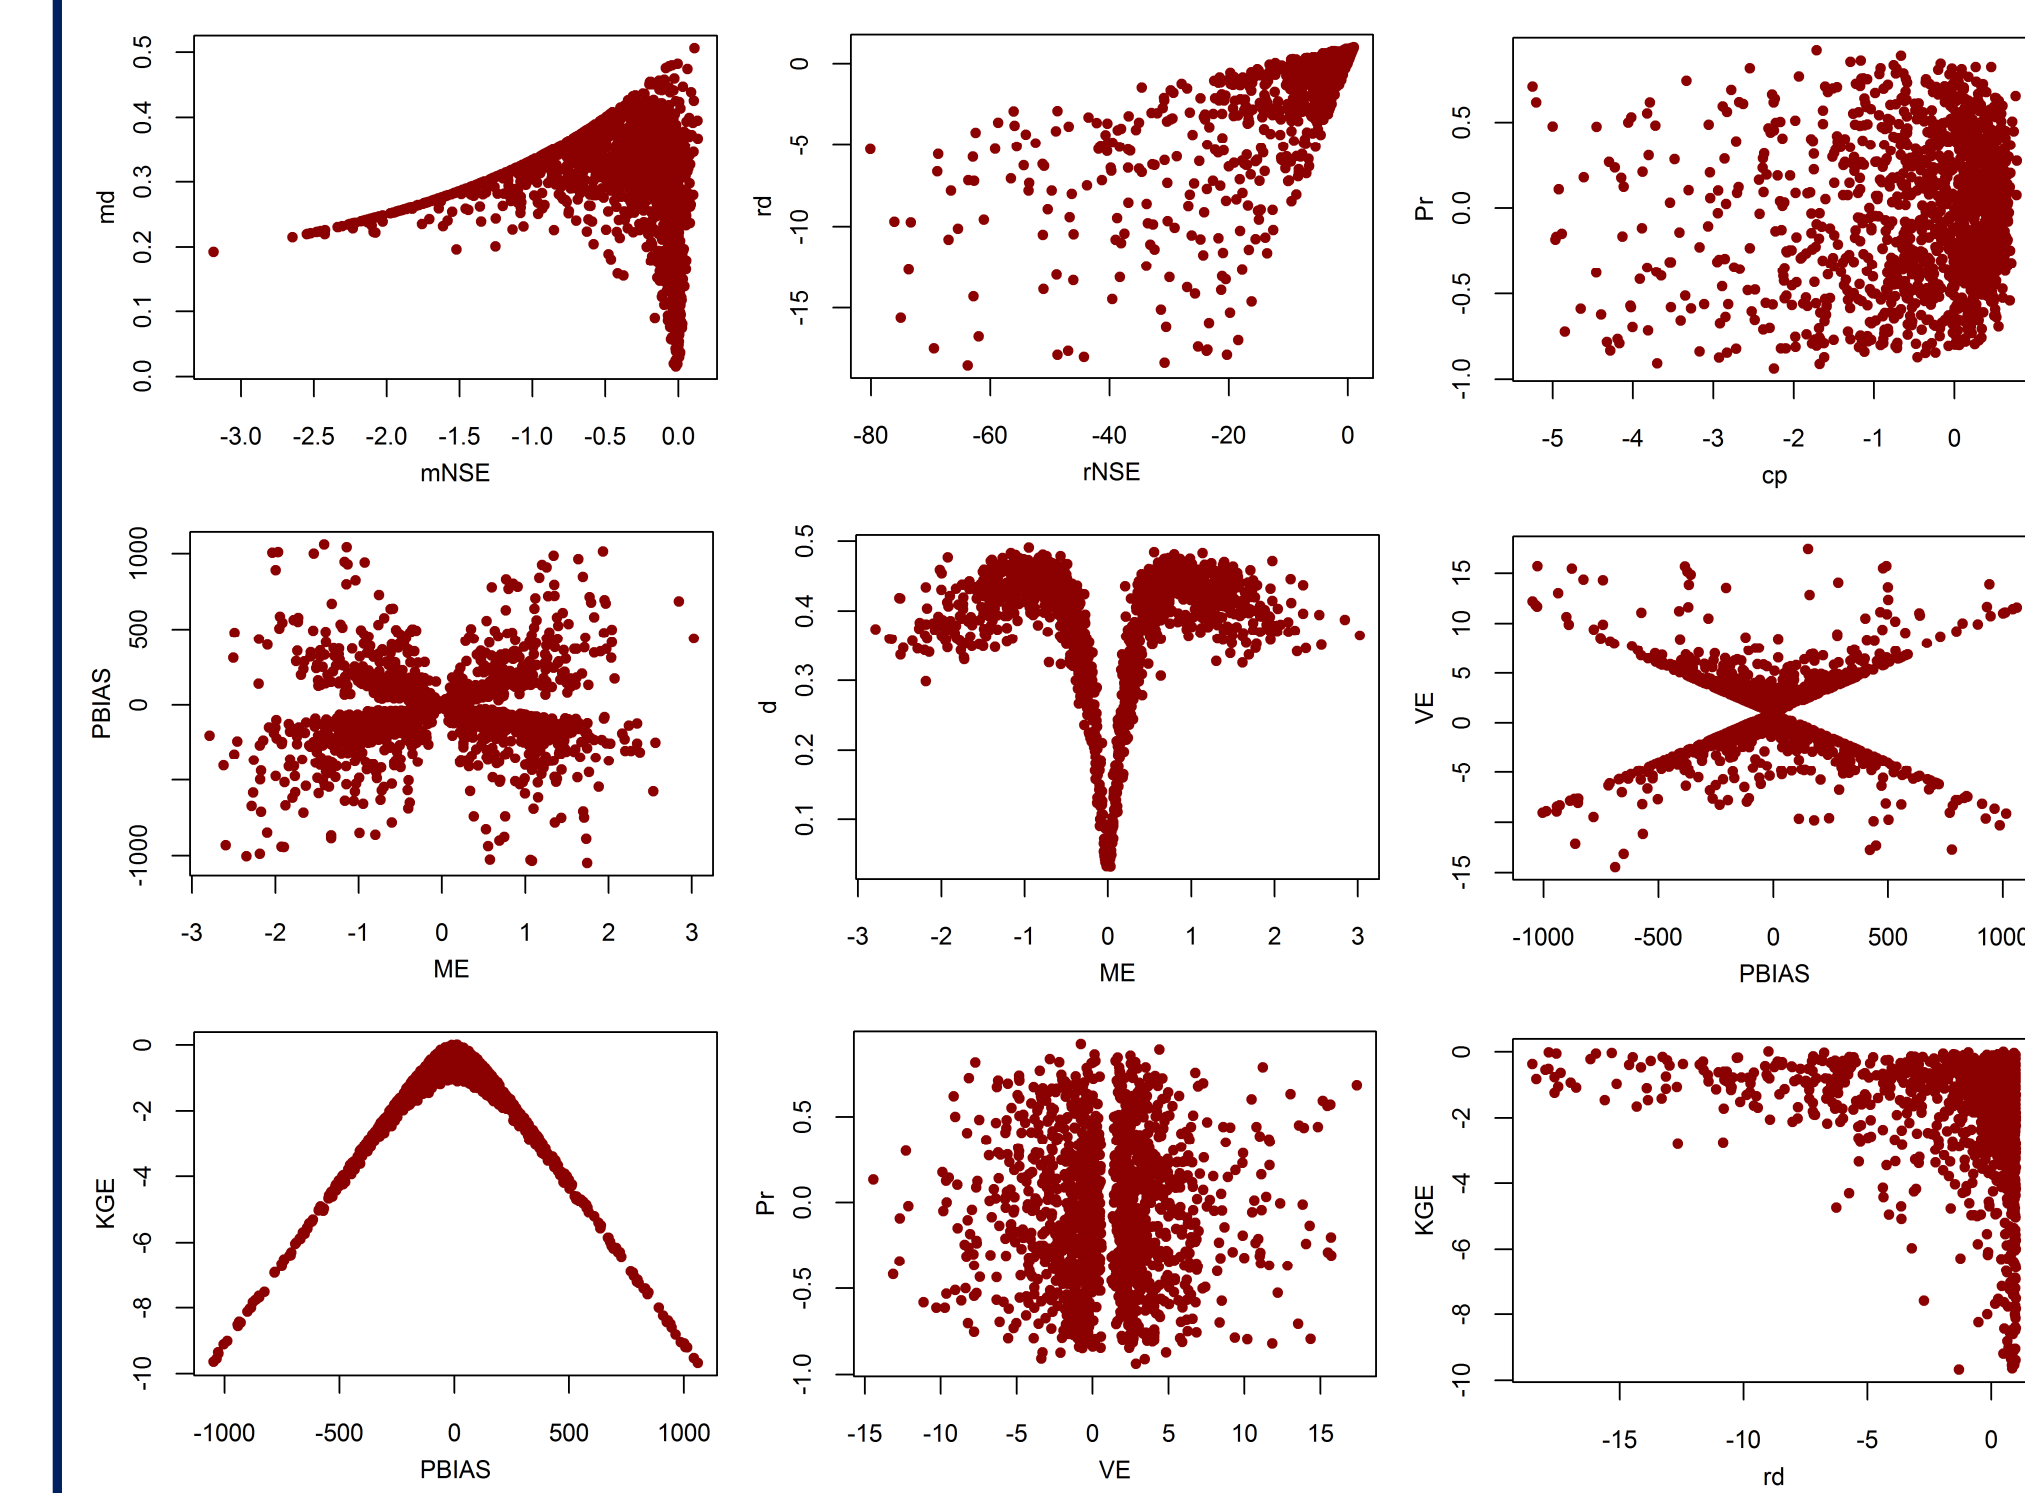 0.5
0.4
0.3
0.2
0.1
0.0
md
-3.0 -2.5 -2.0 -1.5 -1.0 -0.5 0.0
mNSE
0
-5
-10
-15
rd
-80 -60 -40 -20 0
rNSE
0.5
0.0
-0.5
-1.0
Pr
-5 -4 -3 -2 -1 0
cp
1000
500
0
-1000
PBIAS
-3 -2 -1 0 1 2 3
ME
0.5
0.4
0.3
0.2
0.1
d
-3 -2 -1 0 1 2 3
ME
15
10
5
0
-5
-15
VE
-1000 -500 0 500 1000
PBIAS
0
-2
-4
-6
-8
-10
KGE
-1000 -500 0 500 1000
PBIAS
0.5
0.0
-0.5
-1.0
Pr
-15 -10 -5 0 5 10 15
VE
0
-2
-4
-6
-8
-10
KGE
-15 -10 -5 0
rd